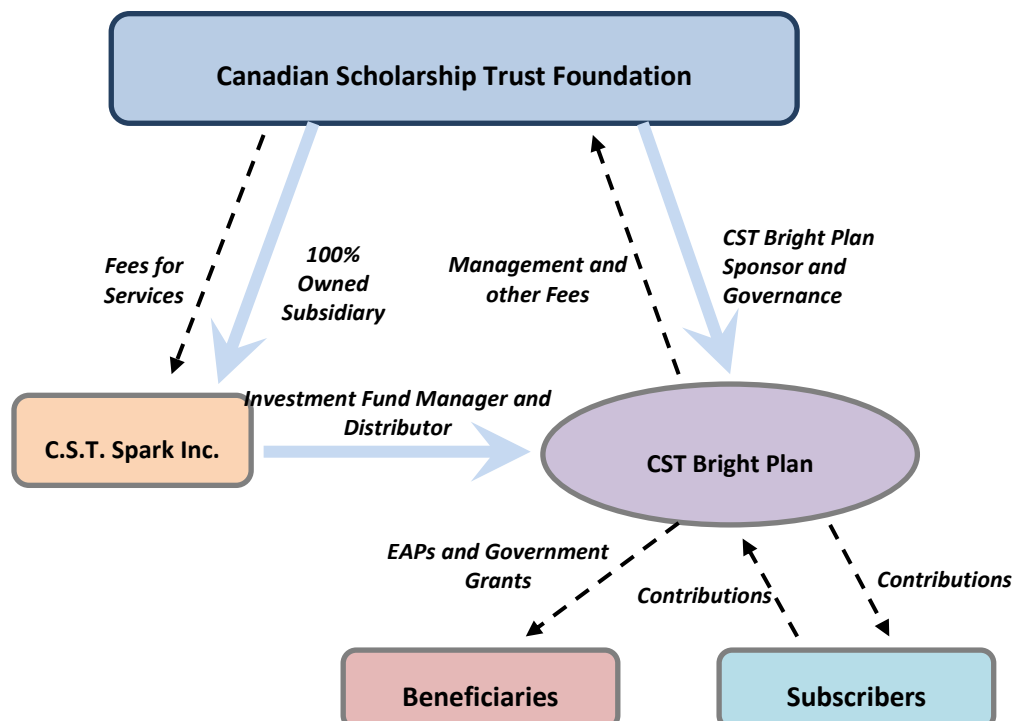 Canadian Scholarship Trust Foundation
Fees for
Services
100%
Owned
Subsidiary
Management and
other Fees
CST Bright Plan
Sponsor and
Governance
Investment Fund Manager and
Distributor
C.S.T. Spark Inc.
CST Bright Plan
EAPs and Government
Grants
Contributions
Contributions
Beneficiaries
Subscribers